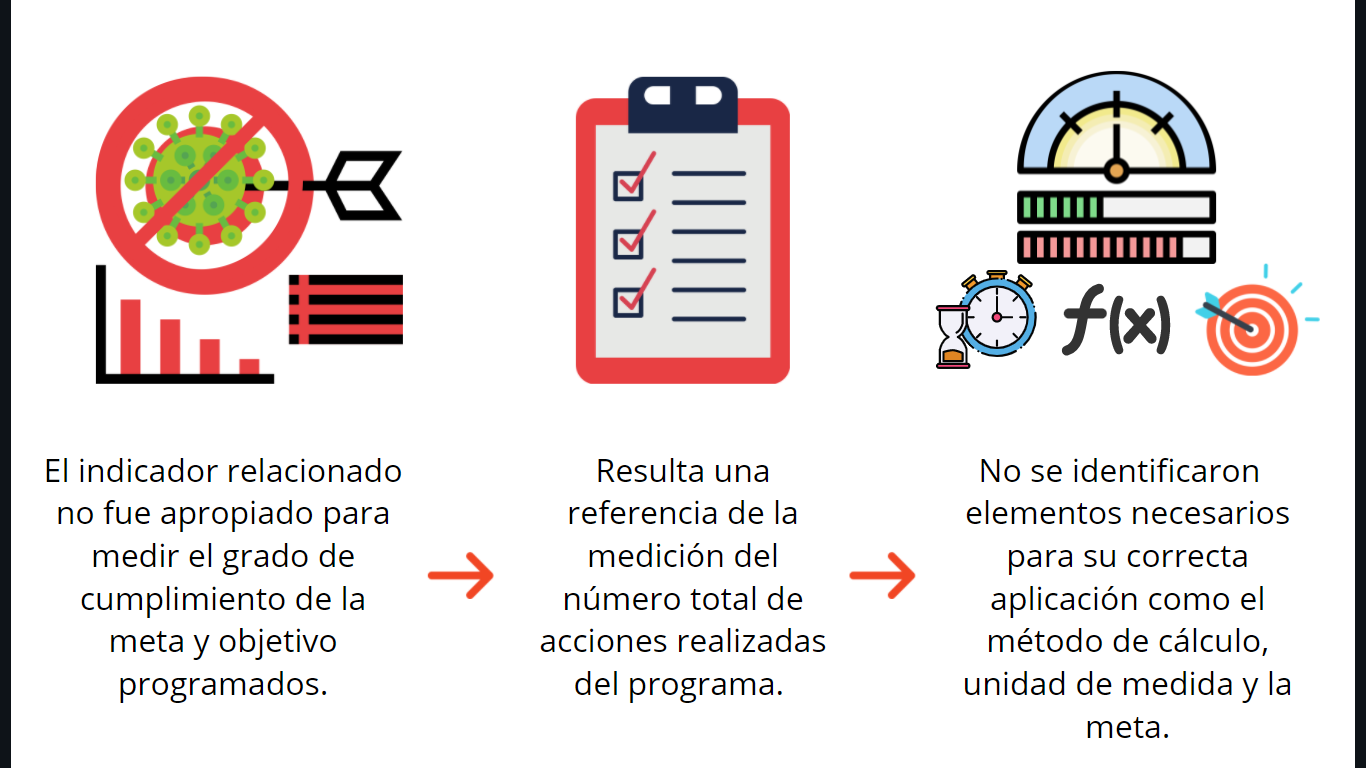 El indicador relacionado
no fue apropiado para
medir el grado de
cumplimiento de la
meta y objetivo
programados.
Resulta una
referencia de la
medición del
número total de
acciones realizadas
del programa.
f(x)
No se identificaron
elementos necesarios
para su correcta
aplicación como el
método de cálculo,
unidad de medida y la
meta.